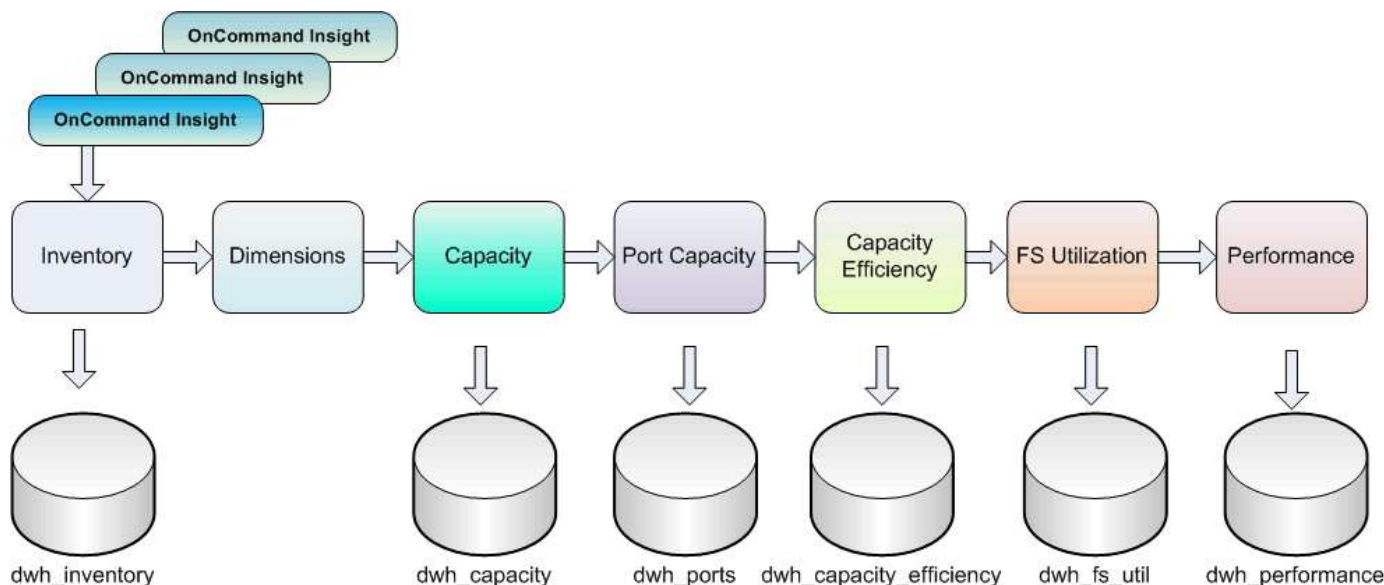 OnCommand Insight
OnCommand Insight
OnCommand Insight
Inventory
Dimensions
Capacity
Port Capacity
Capacity
Efficiency
FS Utilization
Performance
dwh_inventory
dwh_capacity
dwh_ports
dwh_capacity_efficiency
dwh_fs_util
dwh_performance